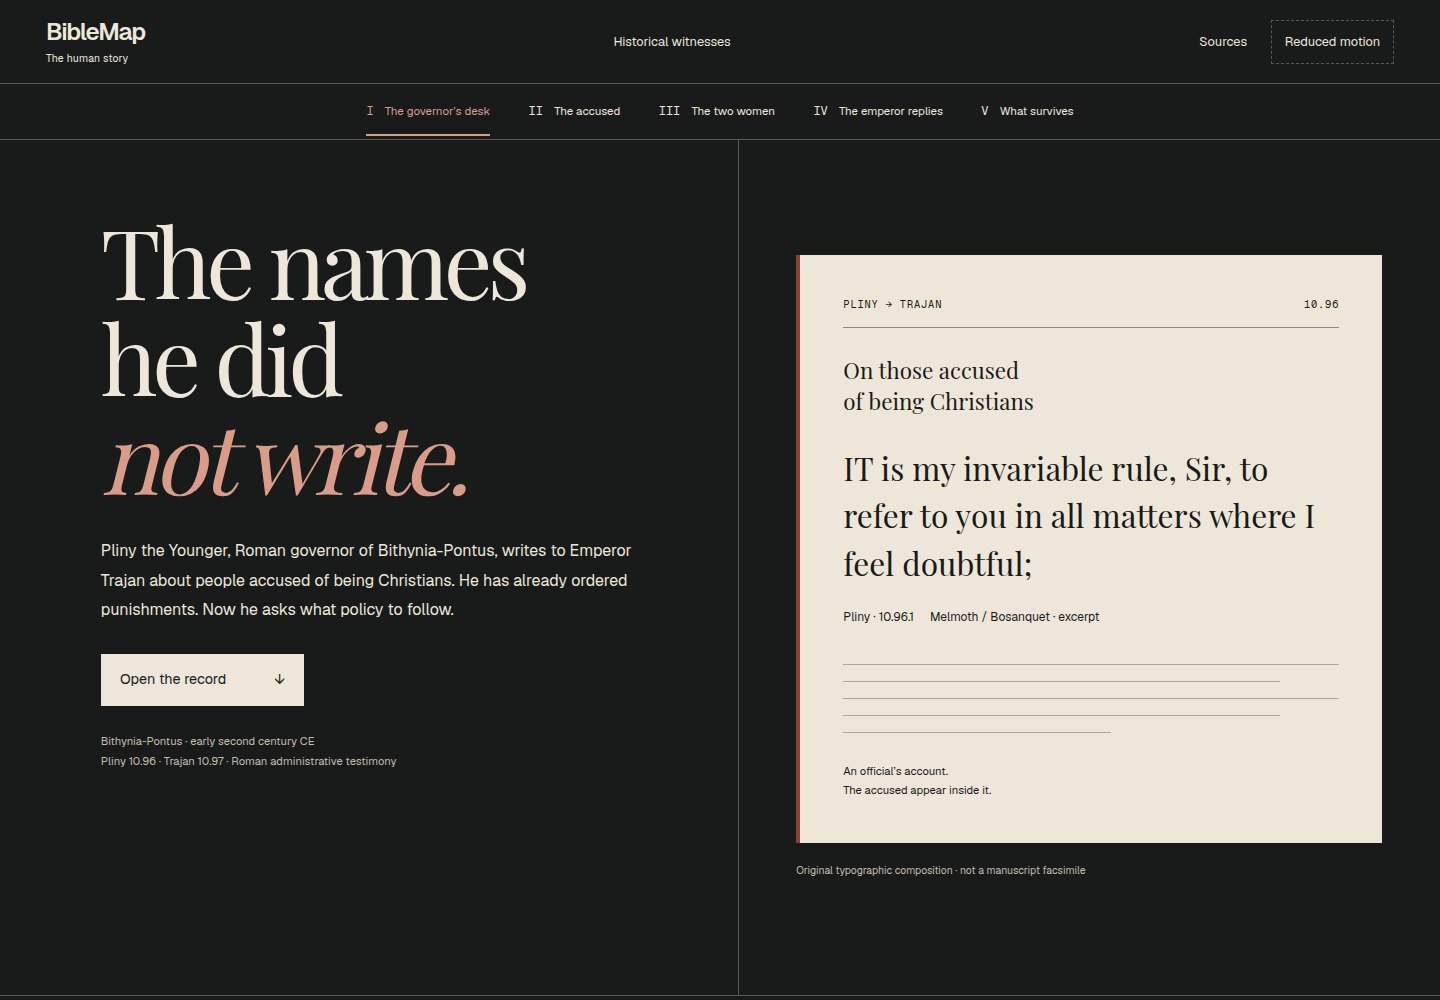 BibleMap
The human story
Historical witnesses
Sources
Reduced motion
I The governor's desk
II The accused
III The two women
IV The emperor replies
V What survives
The names
he did
not write.
Pliny the Younger, Roman governor of Bithynia-Pontus, writes to Emperor
Trajan about people accused of being Christians. He has already ordered
punishments. Now he asks what policy to follow.
Open the record ↓
Bithynia-Pontus · early second century CE
Pliny 10.96 · Trajan 10.97 · Roman administrative testimony
PLINY → TRAJAN 10.96
On those accused
of being Christians
IT is my invariable rule, Sir, to
refer to you in all matters where I
feel doubtful;
Pliny · 10.96.1 Melmoth / Bosanquet · excerpt
An official's account.
The accused appear inside it.
Original typographic composition · not a manuscript facsimile